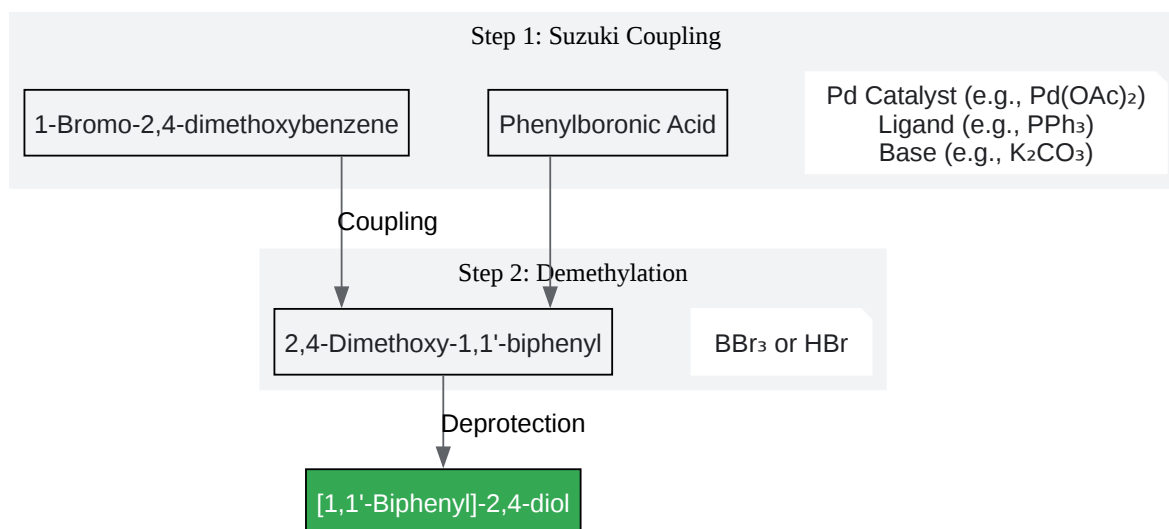 Step 1: Suzuki Coupling
1-Bromo-2,4-dimethoxybenzene
Phenylboronic Acid
Pd Catalyst (e.g., Pd(OAc)₂)
Ligand (e.g., PPh₃)
Base (e.g., K₂CO₃)
Coupling
Step 2: Demethylation
2,4-Dimethoxy-1,1'-biphenyl
BBr₃ or HBr
Deprotection
[1,1'-Biphenyl]-2,4-diol